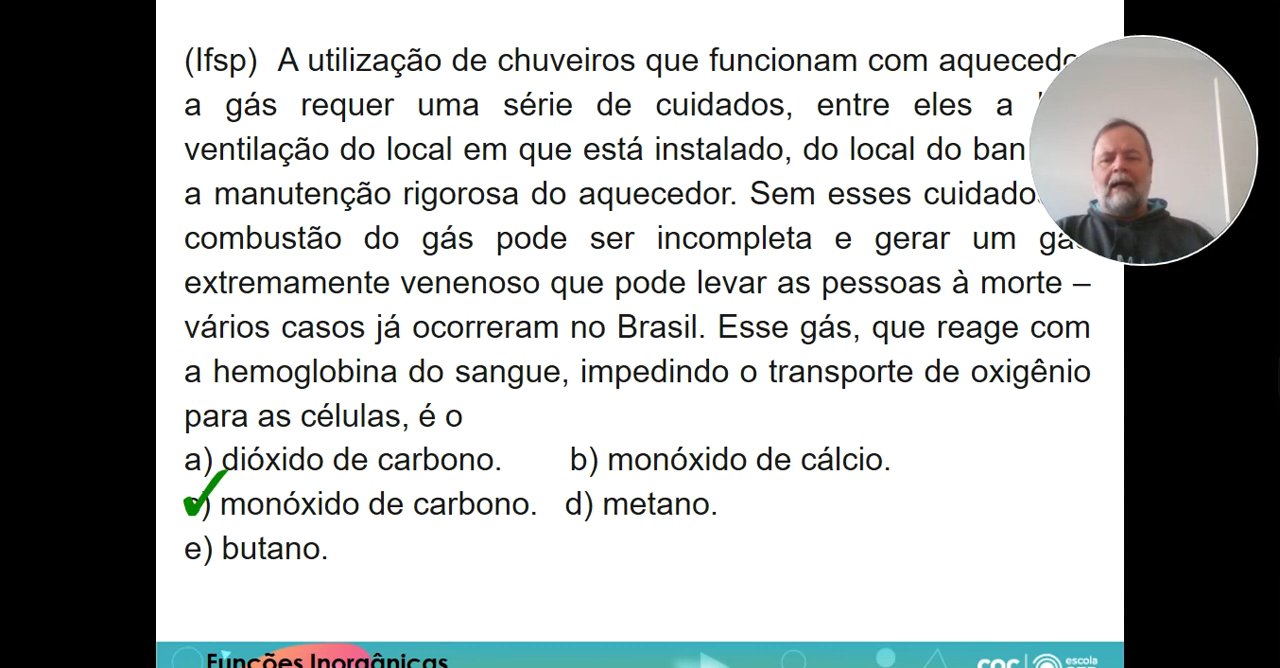 (Ifsp) A utilização de chuveiros que funcionam com
a gás requer uma série de cuidados, entre eles a
ventilação do local em que está instalado, do local do
a manutenção rigorosa do aquecedor. Sem esses
combustão do gás pode ser incompleta e gerar um
extremamente venenoso que pode levar as pessoas à morte –
vários casos já ocorreram no Brasil. Esse gás, que reage com
a hemoglobina do sangue, impedindo o transporte de oxigênio
para as células, é o
a) dióxido de carbono. b) monóxido de cálcio.
monóxido de carbono. d) metano.
e) butano.
Funções Inorgânicas
coc escola